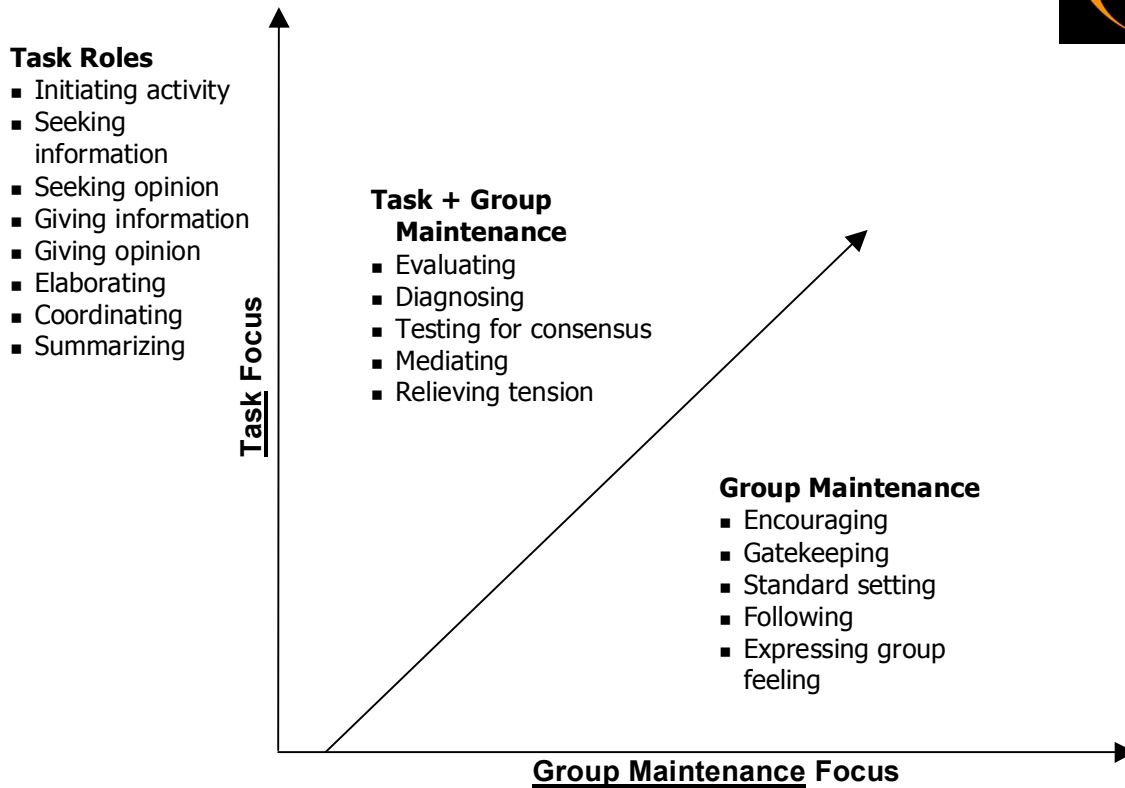 Task Roles
▪ Initiating activity
▪ Seeking
information
▪ Seeking opinion
▪ Giving information
▪ Giving opinion
▪ Elaborating
▪ Coordinating
▪ Summarizing
Task Focus
Task + Group
Maintenance
▪ Evaluating
▪ Diagnosing
▪ Testing for consensus
▪ Mediating
▪ Relieving tension
Group Maintenance
▪ Encouraging
▪ Gatekeeping
▪ Standard setting
▪ Following
▪ Expressing group
feeling
Group Maintenance Focus